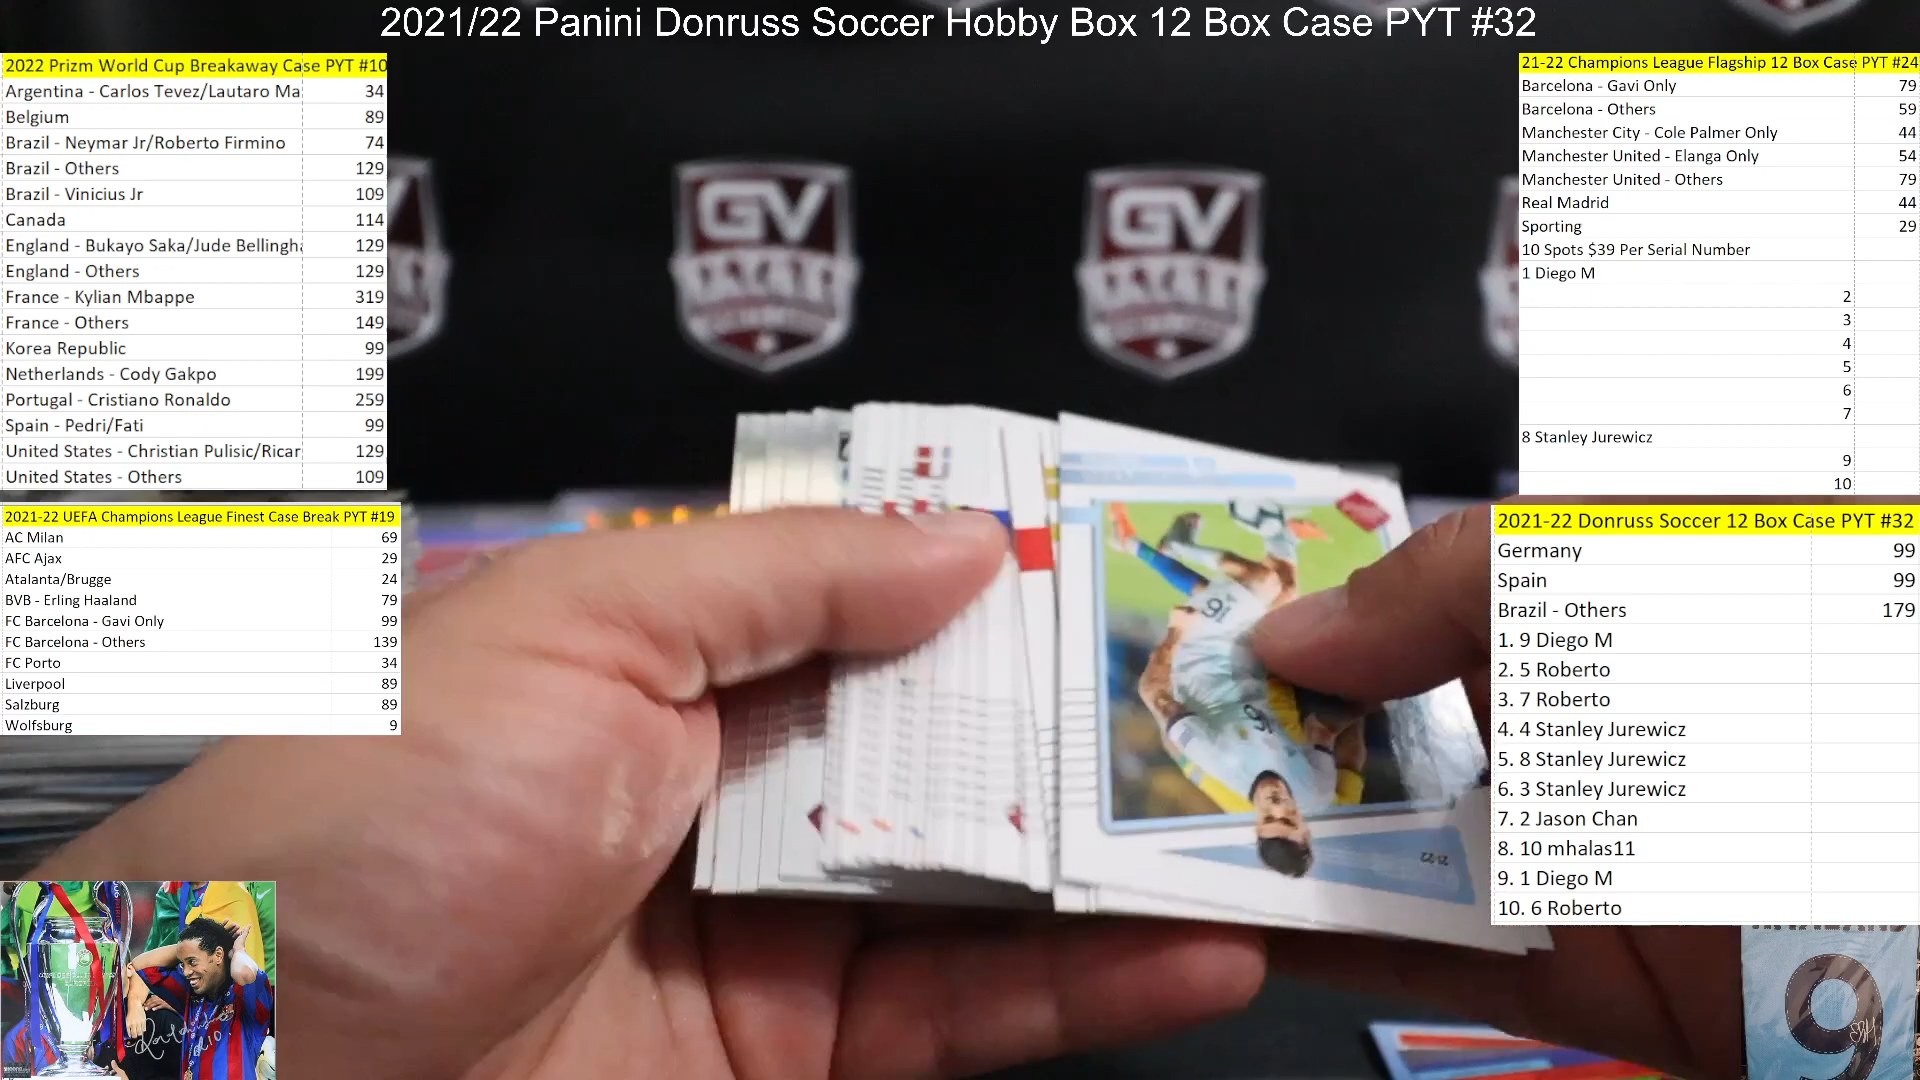 2021/22 Panini Donruss Soccer Hobby Box 12 Box Case PYT #32
2022 Prizm World Cup Breakaway Case PYT #10
Argentina - Carlos Tevez/Lautaro Ma 34
Belgium 89
Brazil - Neymar Jr/Roberto Firmino 74
Brazil - Others 129
Brazil - Vinicius Jr 109
Canada 114
England - Bukayo Saka/Jude Bellingha 129
England - Others 129
France - Kylian Mbappe 319
France - Others 149
Korea Republic 99
Netherlands - Cody Gakpo 199
Portugal - Cristiano Ronaldo 259
Spain - Pedri/Fati 99
United States - Christian Pulisic/Ricar 129
United States - Others 109
2021-22 UEFA Champions League Finest Case Break PYT #19
AC Milan 69
AFC Ajax 29
Atalanta/Brugge 24
BVB - Erling Haaland 79
FC Barcelona - Gavi Only 99
FC Barcelona - Others 139
FC Porto 34
Liverpool 89
Salzburg 89
Wolfsburg 9
GV
GV
21-22 Champions League Flagship 12 Box Case PYT #24
Barcelona - Gavi Only 79
Barcelona - Others 59
Manchester City - Cole Palmer Only 44
Manchester United - Elanga Only 54
Manchester United - Others 79
Real Madrid 44
Sporting 29
10 Spots $39 Per Serial Number
1 Diego M
2
3
4
5
6
7
8 Stanley Jurewicz
9
10
2021-22 Donruss Soccer 12 Box Case PYT #32
Germany 99
Spain 99
Brazil - Others 179
1. 9 Diego M
2. 5 Roberto
3. 7 Roberto
4. 4 Stanley Jurewicz
5. 8 Stanley Jurewicz
6. 3 Stanley Jurewicz
7. 2 Jason Chan
8. 10 mhalas11
9. 1 Diego M
10. 6 Roberto
9